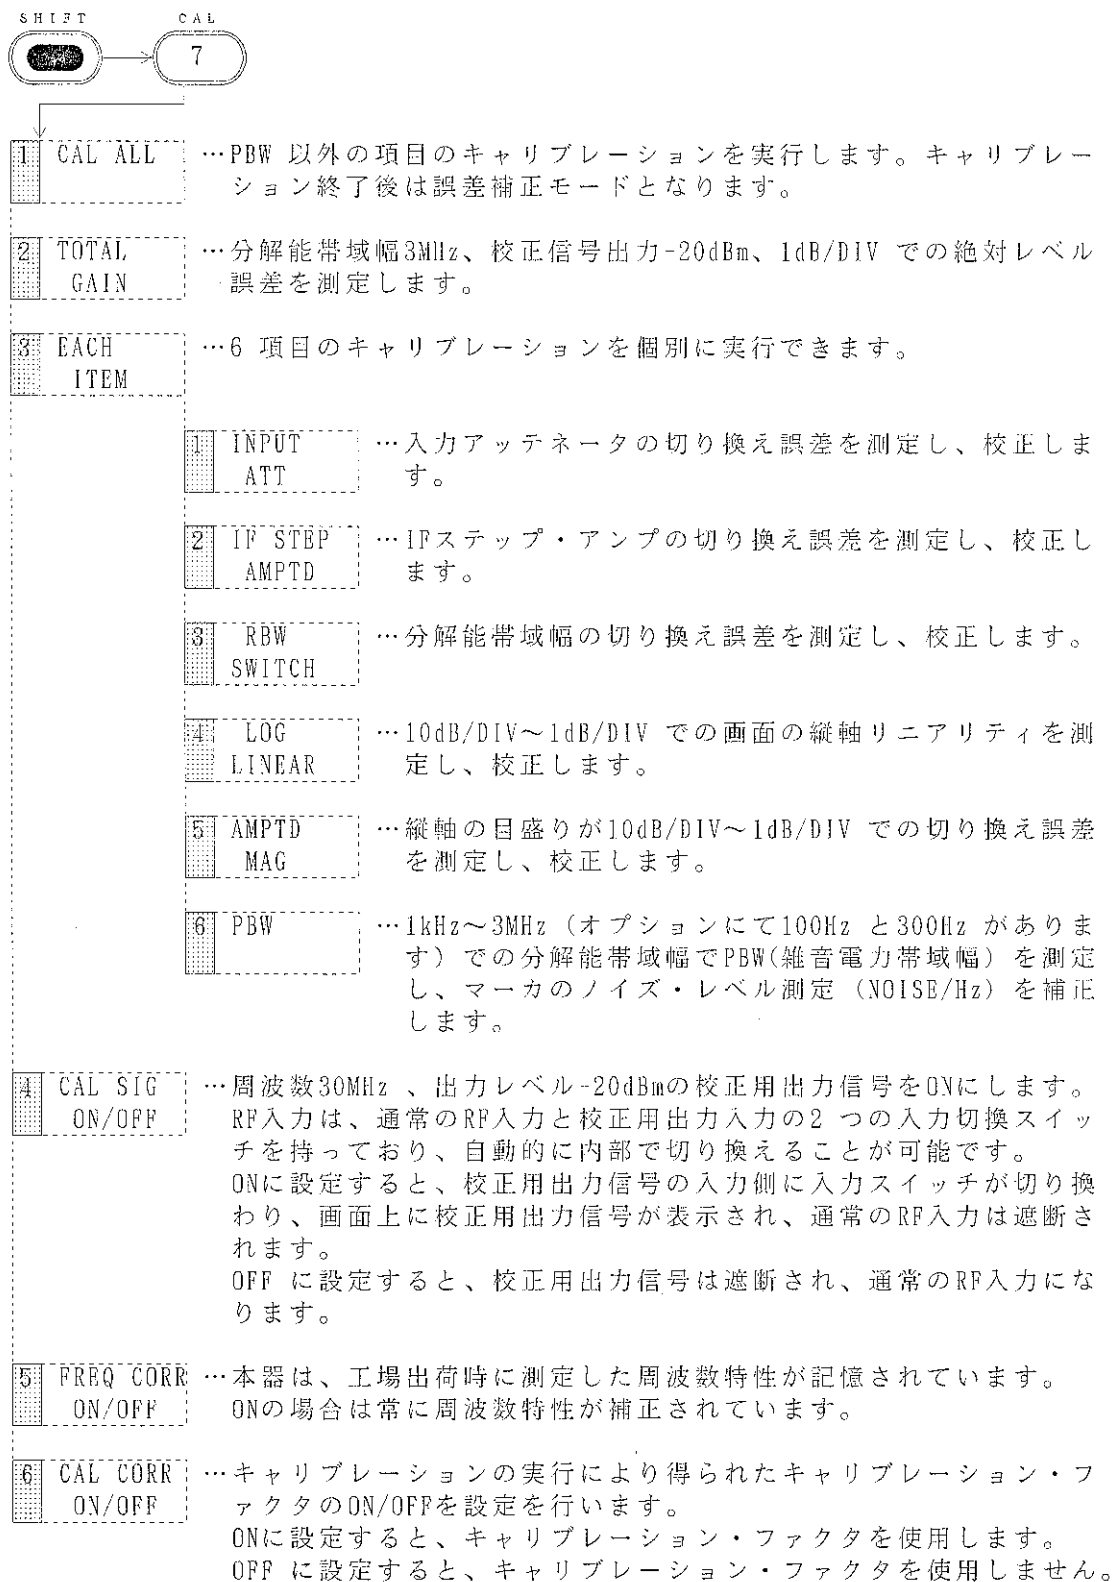 SHIFT CAL
7
1 CAL ALL …PBW 以外の項目のキャリブレーションを実行します。キャリブレー
ション終了後は誤差補正モードとなります。
2 TOTAL …分解能帯域幅3MHz、校正信号出力-20dBm、1dB/DIV での絶対レベル
GAIN 誤差を測定します。
3 EACH …6 項目のキャリブレーションを個別に実行できます。
ITEM
1 INPUT …入力アッテネータの切り換え誤差を測定し、校正しま
ATT す。
2 IF STEP …IFステップ・アンプの切り換え誤差を測定し、校正し
AMPTD ます。
3 RBW …分解能帯域幅の切り換え誤差を測定し、校正します。
SWITCH
4 LOG …10dB/DIV～1dB/DIV での画面の縦軸リニアリティを測
LINEAR 定し、校正します。
5 AMPTD …縦軸の目盛りが10dB/DIV～1dB/DIV での切り換え誤差
MAG を測定し、校正します。
6 PBW …1kHz～3MHz（オプションにて100Hz と300Hz がありま
す）での分解能帯域幅でPBW(雑音電力帯域幅）を測定
し、マーカのノイズ・レベル測定（NOISE/Hz）を補正
します。
4 CAL SIG …周波数30MHz 、出力レベル-20dBmの校正用出力信号をONにします。
ON/OFF RF入力は、通常のRF入力と校正用出力入力の2 つの入力切換スイッ
チを持っており、自動的に内部で切り換えることが可能です。
ONに設定すると、校正用出力信号の入力側に入力スイッチが切り換
わり、画面上に校正用出力信号が表示され、通常のRF入力は遮断さ
れます。
OFF に設定すると、校正用出力信号は遮断され、通常のRF入力にな
ります。
5 FREQ CORR …本器は、工場出荷時に測定した周波数特性が記憶されています。
ON/OFF ONの場合は常に周波数特性が補正されています。
6 CAL CORR …キャリブレーションの実行により得られたキャリブレーション・フ
ON/OFF ァクタのON/OFFを設定を行います。
ONに設定すると、キャリブレーション・ファクタを使用します。
OFF に設定すると、キャリブレーション・ファクタを使用しません。